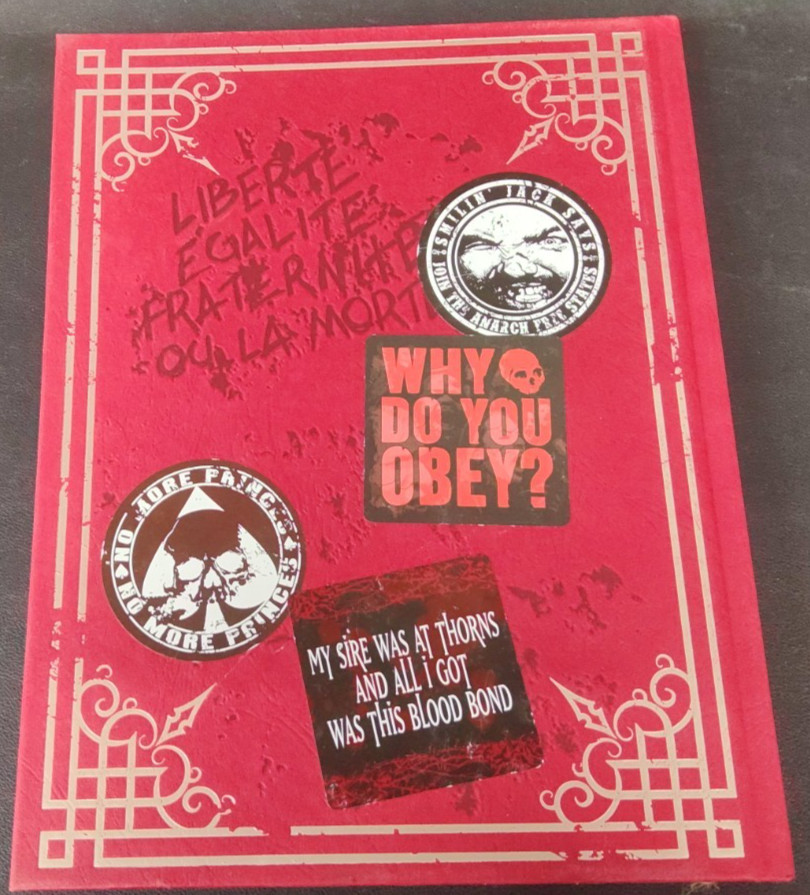 LIBERTÉ
ÉGALITÉ
FRATERNITÉ
OU LA MORT
SMILIN' JACK SAYS
JOIN THE ANARCH FREE STATES
WHY
DO YOU
OBEY?
NO MORE PRINCES
NO MORE PRINCES
MY SIRE WAS AT THORNS
AND ALL I GOT
WAS THIS BLOOD BOND